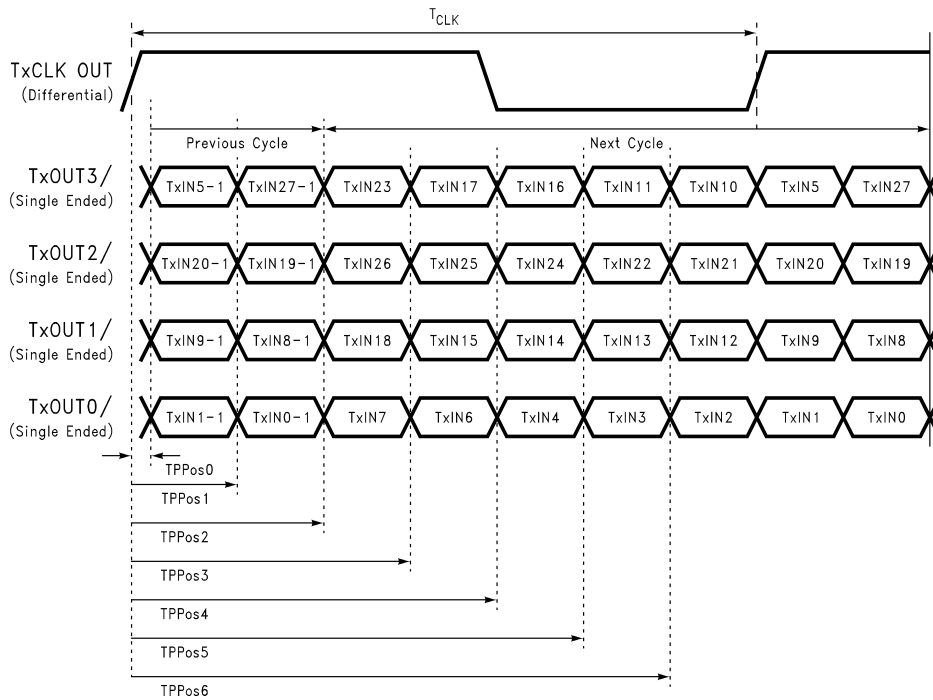 TCLK
TxCLK OUT
(Differential)
Previous Cycle
Next Cycle
TxOUT3/
(Single Ended)
TxIN5-1 TxIN27-1 TxIN23 TxIN17 TxIN16 TxIN11 TxIN10 TxIN5 TxIN27
TxOUT2/
(Single Ended)
TxIN20-1 TxIN19-1 TxIN26 TxIN25 TxIN24 TxIN22 TxIN21 TxIN20 TxIN19
TxOUT1/
(Single Ended)
TxIN9-1 TxIN8-1 TxIN18 TxIN15 TxIN14 TxIN13 TxIN12 TxIN9 TxIN8
TxOUT0/
(Single Ended)
TxIN1-1 TxIN0-1 TxIN7 TxIN6 TxIN4 TxIN3 TxIN2 TxIN1 TxIN0
TPPos0
TPPos1
TPPos2
TPPos3
TPPos4
TPPos5
TPPos6